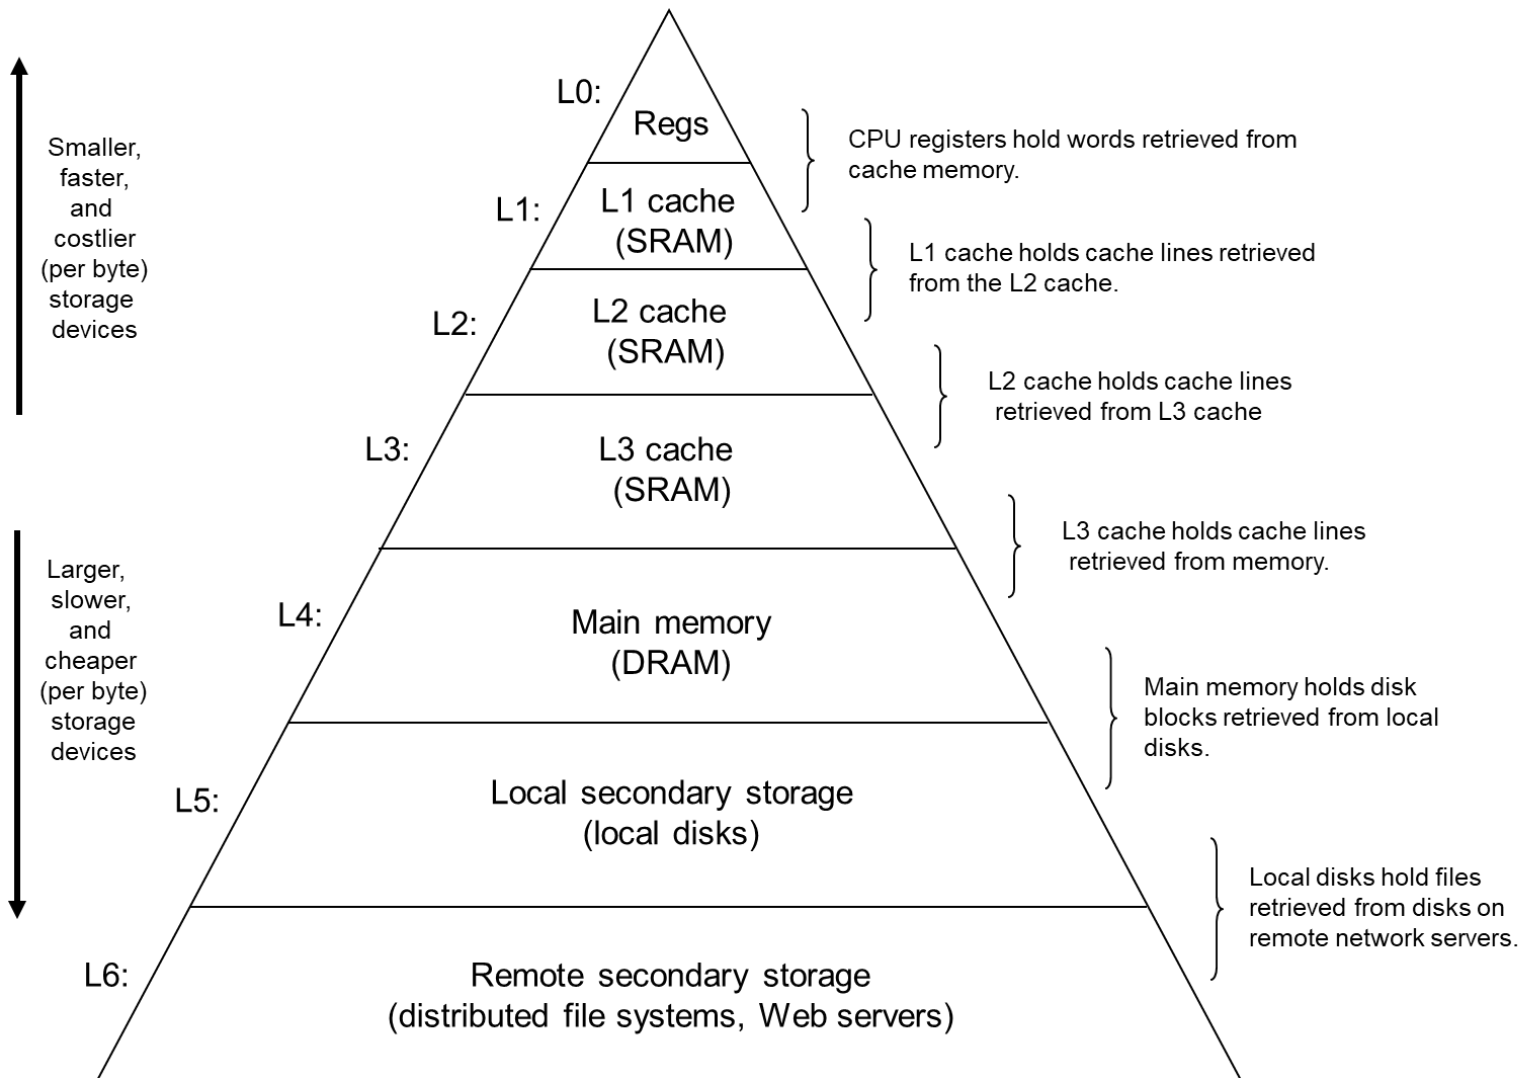 L0:
Regs
CPU registers hold words retrieved from
cache memory.
Smaller,
faster,
and
costlier
(per byte)
storage
devices
L1:
L1 cache
(SRAM)
L1 cache holds cache lines retrieved
from the L2 cache.
L2:
L2 cache
(SRAM)
L2 cache holds cache lines
retrieved from L3 cache
L3:
L3 cache
(SRAM)
L3 cache holds cache lines
retrieved from memory.
Larger,
slower,
and
cheaper
(per byte)
storage
devices
L4:
Main memory
(DRAM)
Main memory holds disk
blocks retrieved from local
disks.
L5:
Local secondary storage
(local disks)
Local disks hold files
retrieved from disks on
remote network servers.
L6:
Remote secondary storage
(distributed file systems, Web servers)